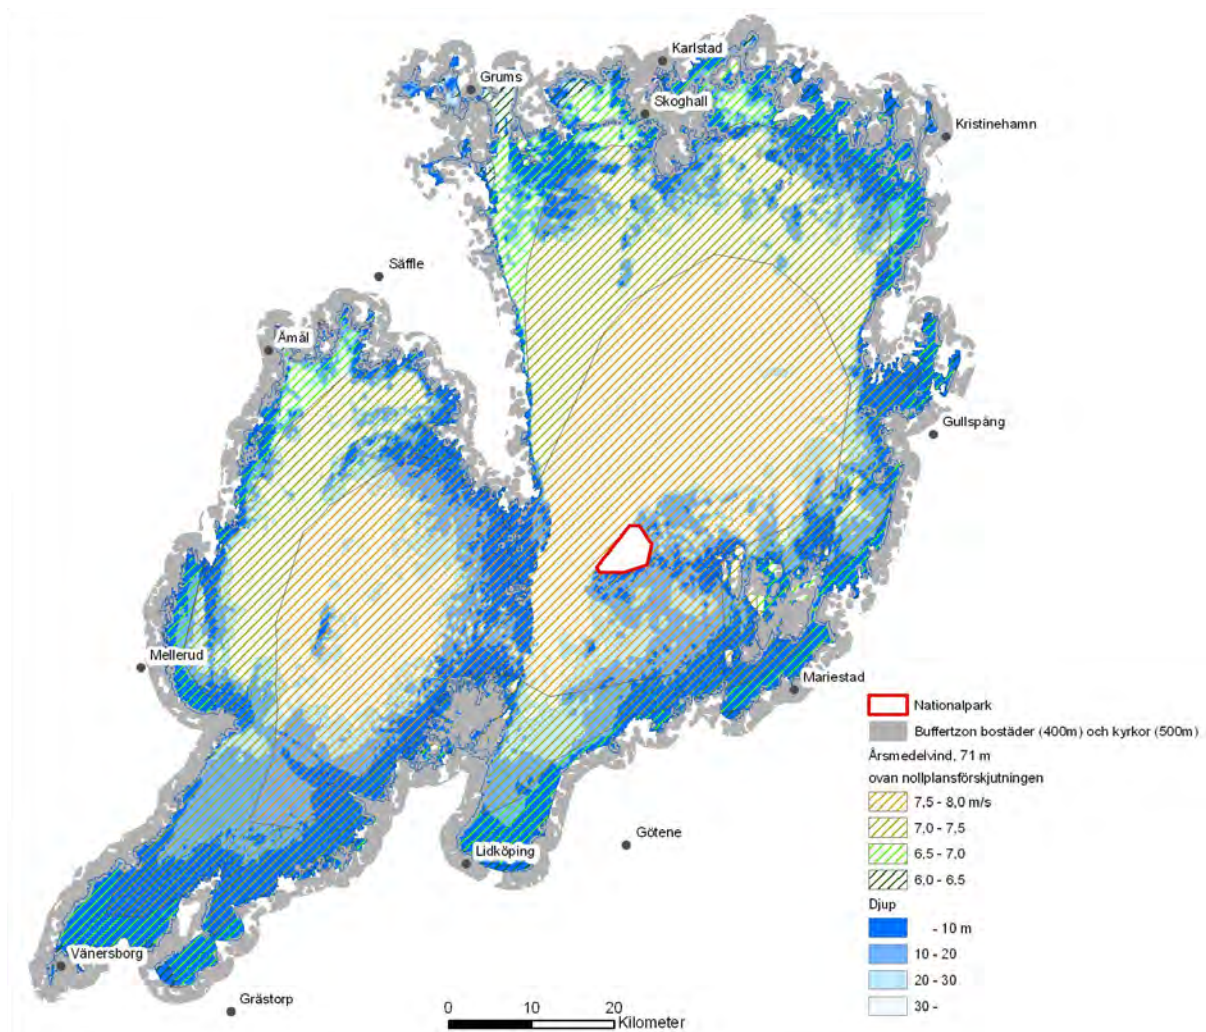 Karlstad
Grums
Skoghall
Kristinehamn
Säffle
Åmål
Gullspång
Mellerud
Mariestad
Nationalpark
Buffertzon bostäder (400m) och kyrkor (500m)
Årsmedelvind, 71 m
ovan nollplansförskjutningen
7,5 - 8,0 m/s
7,0 - 7,5
6,5 - 7,0
6,0 - 6,5
Djup
- 10 m
10 - 20
20 - 30
30 -
Götene
Lidköping
Vänersborg
Grästorp
0 10 20
Kilometer